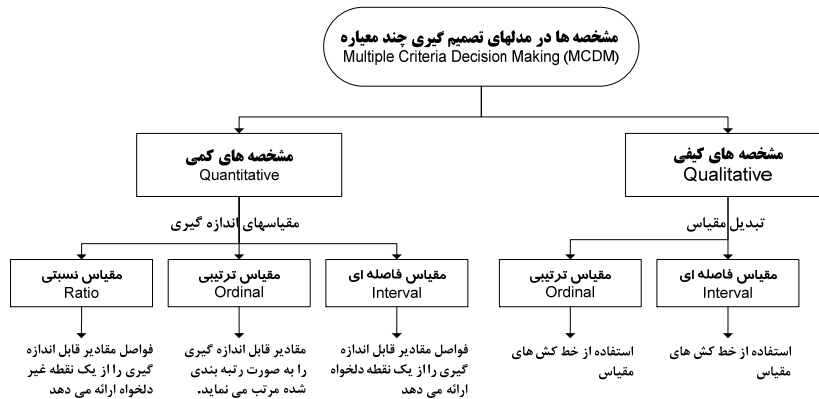 مشخصه ها در مدلهای تصمیم گیری چند معیاره
Multiple Criteria Decision Making (MCDM)
مشخصه های کیفی
Qualitative
مشخصه های کمی
Quantitative
تبدیل مقیاس
مقیاسهای اندازه گیری
مقیاس فاصله ای
Interval
مقیاس ترتیبی
Ordinal
مقیاس فاصله ای
Interval
مقیاس ترتیبی
Ordinal
مقیاس نسبتی
Ratio
استفاده از خط کش های
مقیاس
استفاده از خط کش های
مقیاس
فواصل مقادیر قابل اندازه
گیری را از یک نقطه دلخواه
ارائه می دهد
مقادیر قابل اندازه گیری
را به صورت رتبه بندی
شده مرتب می نماید.
فواصل مقادیر قابل اندازه
گیری را از یک نقطه غیر
دلخواه ارائه می دهد